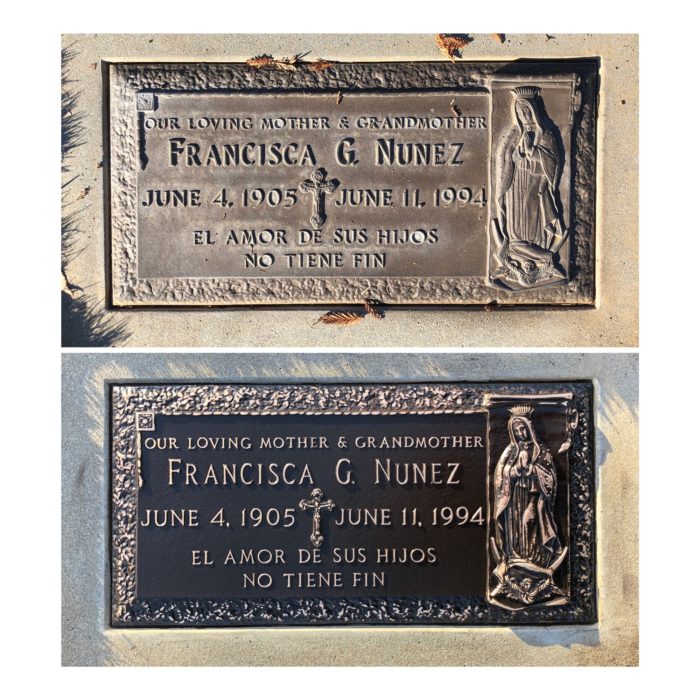 OUR LOVING MOTHER & GRANDMOTHER
FRANCISCA G. NUNEZ
JUNE 4, 1905 JUNE 11, 1994
EL AMOR DE SUS HIJOS
NO TIENE FIN
OUR LOVING MOTHER & GRANDMOTHER
FRANCISCA G. NUNEZ
JUNE 4, 1905 JUNE 11, 1994
EL AMOR DE SUS HIJOS
NO TIENE FIN